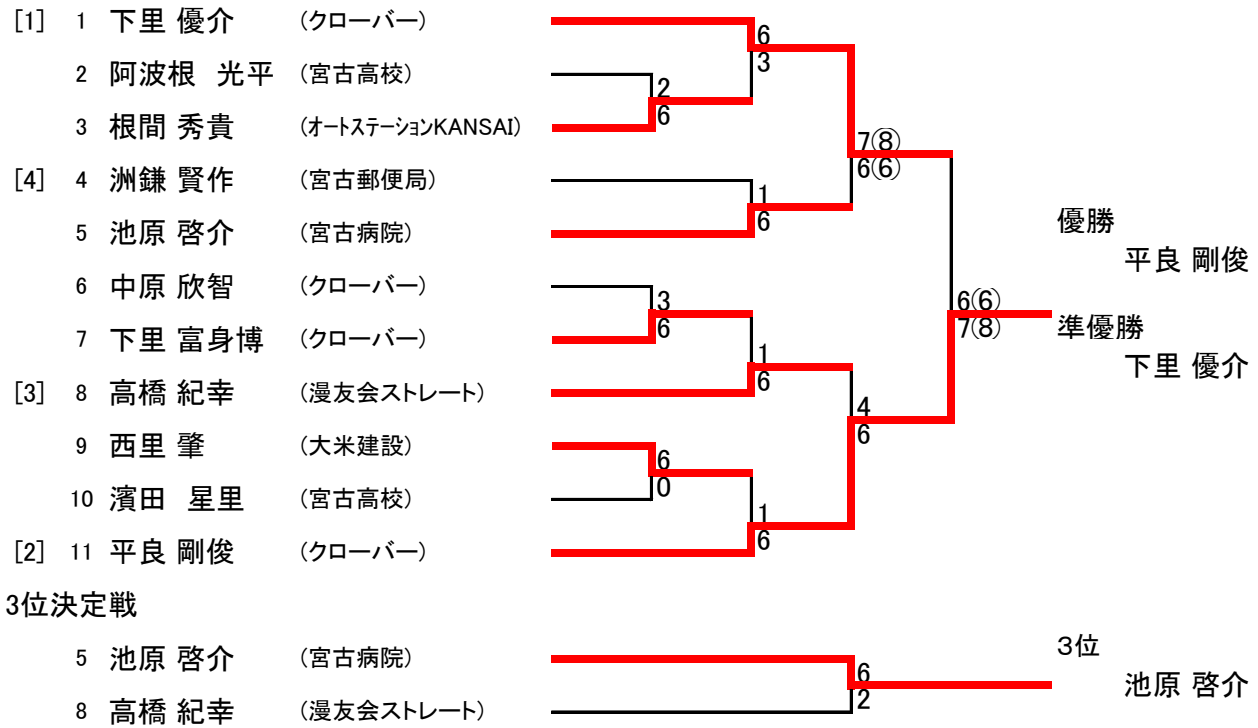 [1] 1 下里 優介 (クローバー)
6
3
2 阿波根 光平 (宮古高校)
2
6
3 根間 秀貴 (オートステーションKANSAI)
7(⑧)
6(⑥)
[4] 4 洲鎌 賢作 (宮古郵便局)
1
6
5 池原 啓介 (宮古病院)
優勝
平良 剛俊
6 中原 欣智 (クローバー)
3
6
6(⑥)
7(⑧)
7 下里 富身博 (クローバー)
準優勝
下里 優介
1
6
[3] 8 高橋 紀幸 (漫友会ストレート)
4
6
9 西里 肇 (大米建設)
6
0
10 濱田 星里 (宮古高校)
1
6
[2] 11 平良 剛俊 (クローバー)
3位決定戦
5 池原 啓介 (宮古病院)
6
2
3位
池原 啓介
8 高橋 紀幸 (漫友会ストレート)